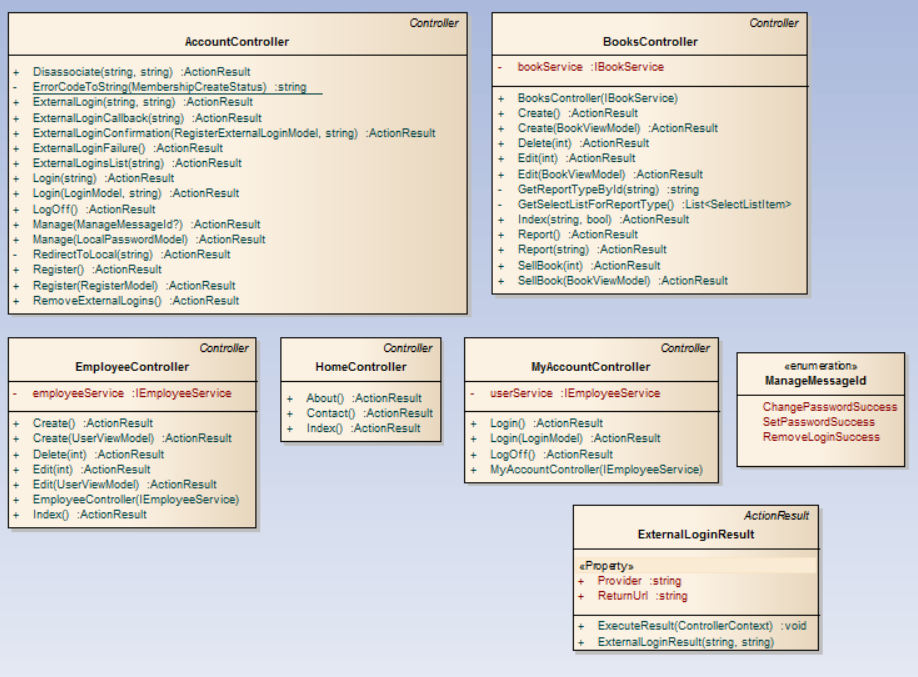 Controller
AccountController
+ Disassociate(string, string) :ActionResult
- ErrorCodeToString(MembershipCreateStatus) :string
+ ExternalLogin(string, string) :ActionResult
+ ExternalLoginCallback(string) :ActionResult
+ ExternalLoginConfirmation(RegisterExternalLoginModel, string) :ActionResult
+ ExternalLoginFailure() :ActionResult
+ ExternalLoginsList(string) :ActionResult
+ Login(string) :ActionResult
+ Login(LoginModel, string) :ActionResult
+ LogOff() :ActionResult
+ Manage(ManageMessageId?) :ActionResult
+ Manage(LocalPasswordModel) :ActionResult
- RedirectToLocal(string) :ActionResult
+ Register() :ActionResult
+ Register(RegisterModel) :ActionResult
+ RemoveExternalLogins() :ActionResult
Controller
BooksController
- bookService :IBookService
+ BooksController(IBookService)
+ Create() :ActionResult
+ Create(BookViewModel) :ActionResult
+ Delete(int) :ActionResult
+ Edit(int) :ActionResult
+ Edit(BookViewModel) :ActionResult
- GetReportTypeById(string) :string
- GetSelectListForReportType() :List<SelectListItem>
+ Index(string, bool) :ActionResult
+ Report() :ActionResult
+ Report(string) :ActionResult
+ SellBook(int) :ActionResult
+ SellBook(BookViewModel) :ActionResult
Controller
EmployeeController
- employeeService :IEmployeeService
+ Create() :ActionResult
+ Create(UserViewModel) :ActionResult
+ Delete(int) :ActionResult
+ Edit(int) :ActionResult
+ Edit(UserViewModel) :ActionResult
+ EmployeeController(IEmployeeService)
+ Index() :ActionResult
Controller
HomeController
+ About() :ActionResult
+ Contact() :ActionResult
+ Index() :ActionResult
Controller
MyAccountController
- userService :IEmployeeService
+ Login() :ActionResult
+ Login(LoginModel) :ActionResult
+ LogOff() :ActionResult
+ MyAccountController(IEmployeeService)
«enumeration»
ManageMessageId
ChangePasswordSuccess
SetPasswordSuccess
RemoveLoginSuccess
ActionResult
ExternalLoginResult
«Property»
+ Provider :string
+ ReturnUrl :string
+ ExecuteResult(ControllerContext) :void
+ ExternalLoginResult(string, string)